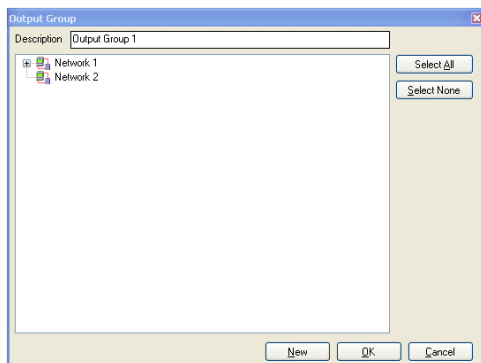 Output Group
Description Output Group 1
Network 1
Network 2
Select All
Select None
New OK Cancel